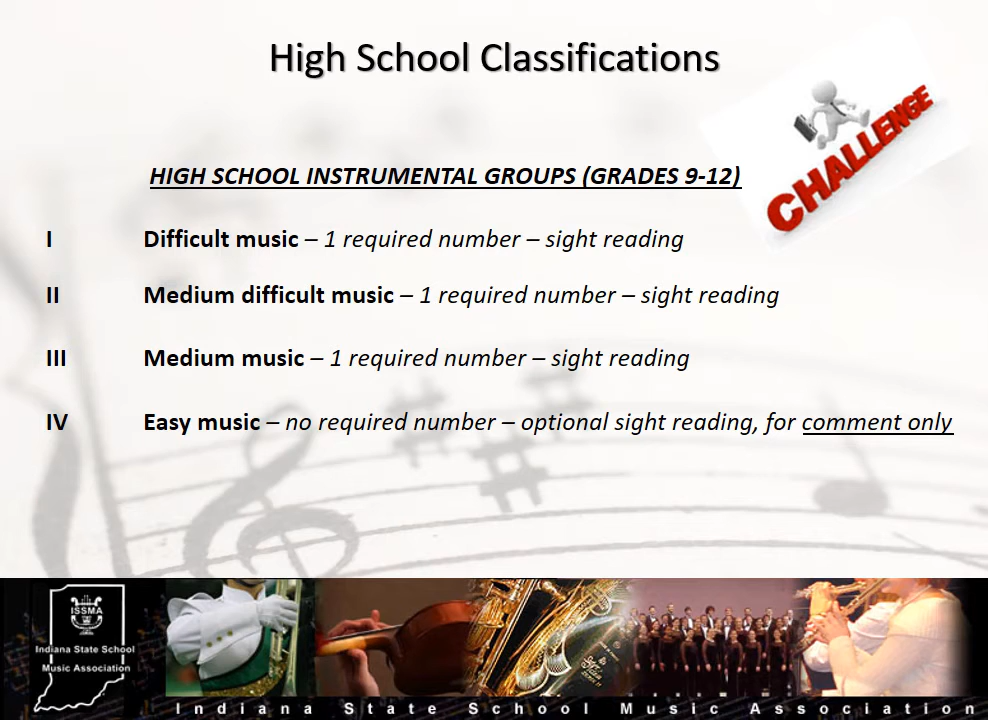 High School Classifications
CHALLENGE
HIGH SCHOOL INSTRUMENTAL GROUPS (GRADES 9-12)
I Difficult music – 1 required number – sight reading
II Medium difficult music – 1 required number – sight reading
III Medium music – 1 required number – sight reading
IV Easy music – no required number – optional sight reading, for comment only
ISSMA
Indiana State School
Music Association
Indiana State School Music Association